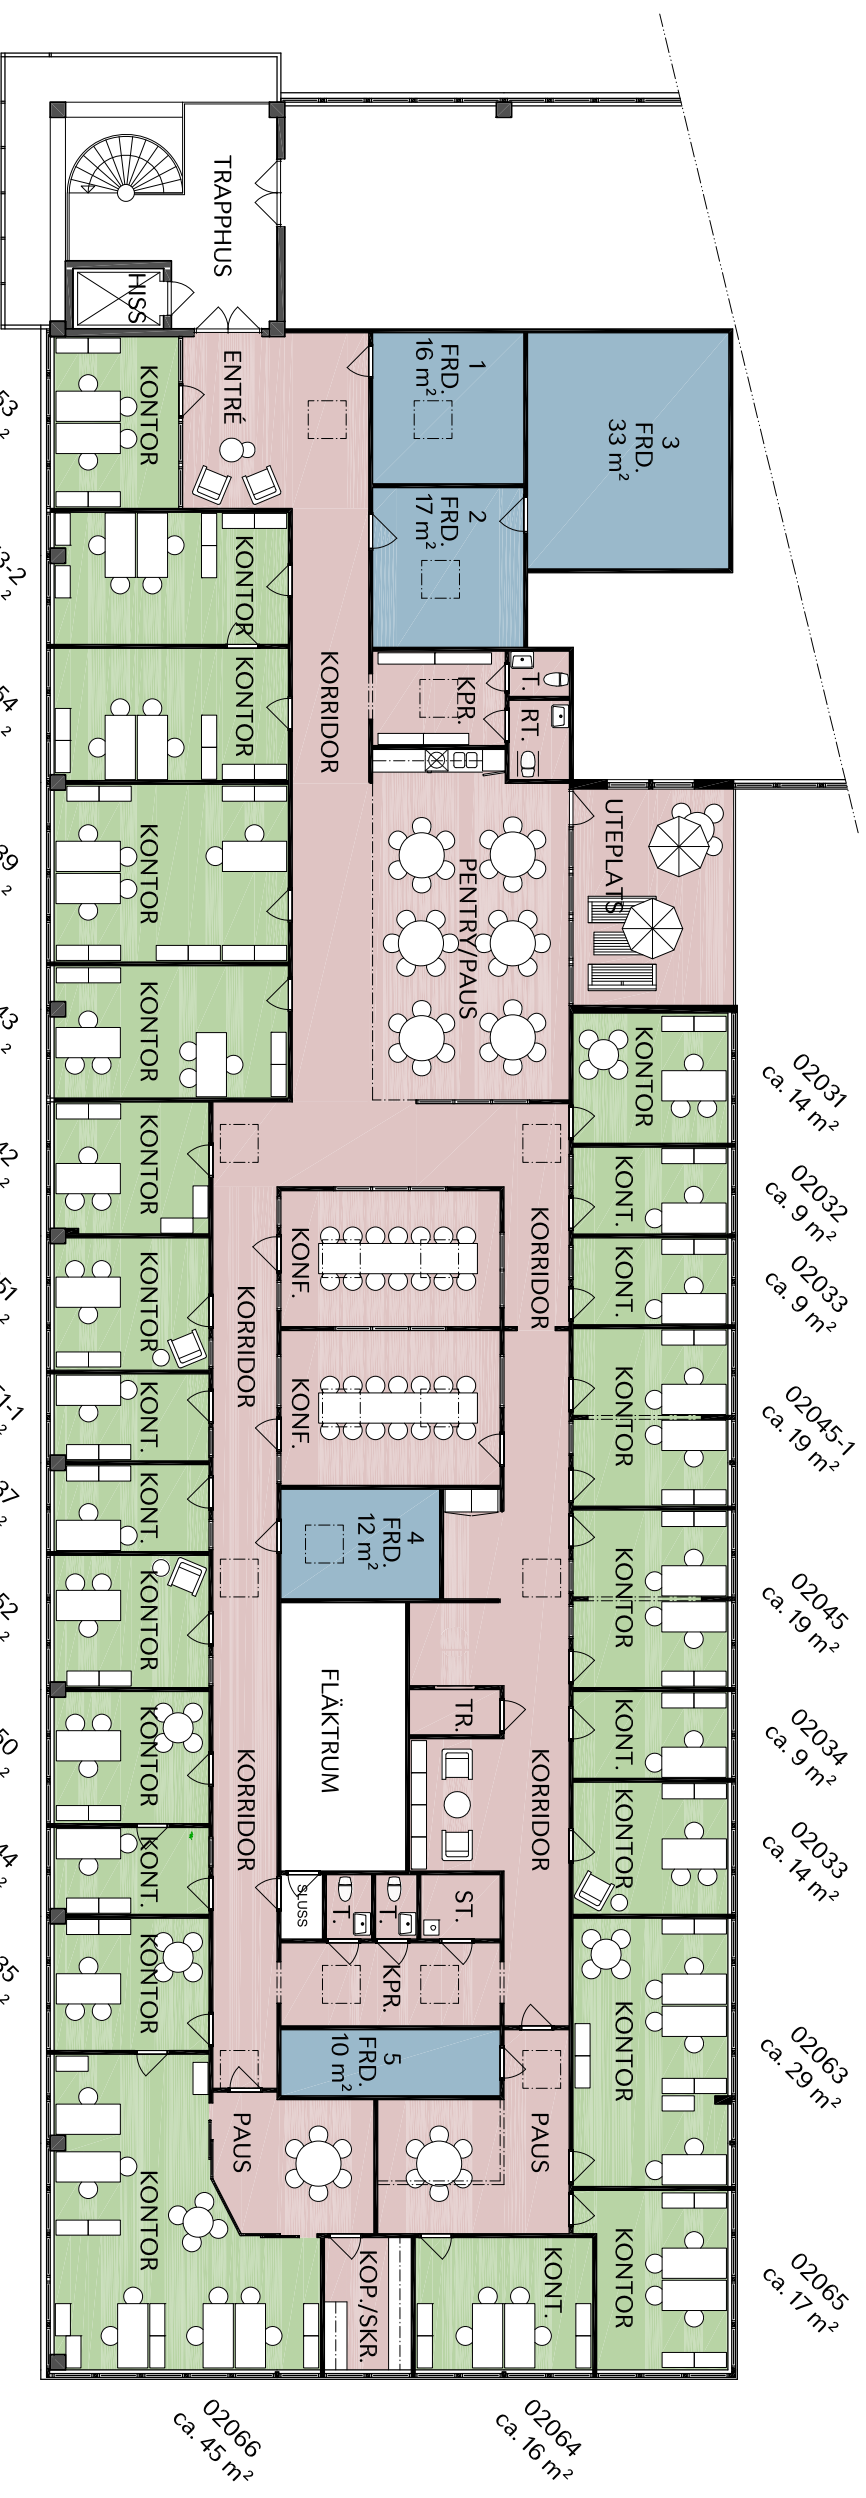 TRAPPHUS
HISS
ENTRÉ
KONTOR
1
FRD.
16 m²
3
FRD.
33 m²
2
FRD.
17 m²
KONTOR
KONTOR
KORRIDOR
KPR.
T.
RT.
KONTOR
PENTRY/PAUS
UTEPLATS
KONTOR
KONTOR
02031
ca. 14 m²
KONTOR
KONT.
02032
ca. 9 m²
KONF.
KORRIDOR
KONTOR
KORRIDOR
KONT.
02033
ca. 9 m²
KONT.
KONF.
KONTOR
02045-1
ca. 19 m²
KONT.
4
FRD.
12 m²
KONTOR
KONTOR
02045
ca. 19 m²
KONTOR
FLÄKTRUM
TR.
KONT.
02034
ca. 9 m²
KONT.
KORRIDOR
KORRIDOR
KONTOR
02033
ca. 14 m²
SLUSS
T.
T.
ST.
KONTOR
KPR.
KONTOR
02063
ca. 29 m²
5
FRD.
10 m²
PAUS
PAUS
KONTOR
KOP./SKR.
KONT.
KONTOR
02065
ca. 17 m²
02066
ca. 45 m²
02064
ca. 16 m²